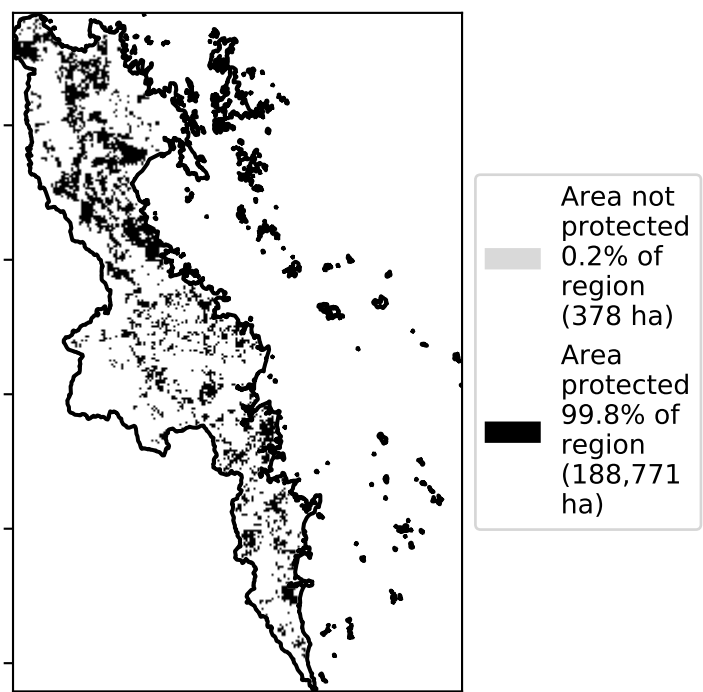 Area not
protected
0.2% of
region
(378 ha)
Area
protected
99.8% of
region
(188,771
ha)